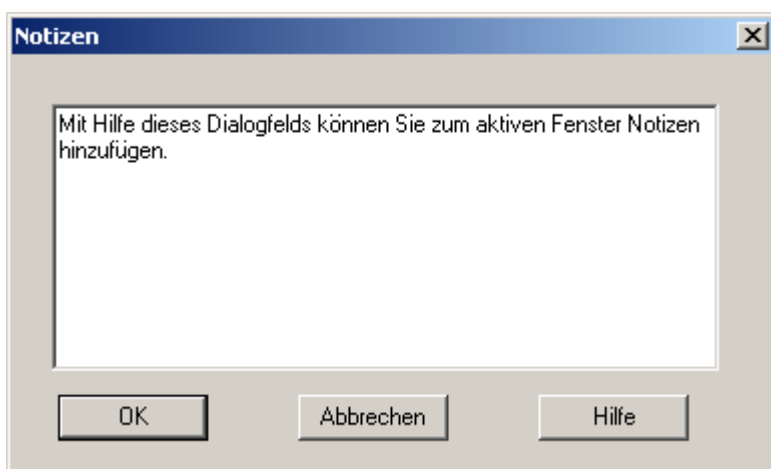 Notizen
Mit Hilfe dieses Dialogfelds können Sie zum aktiven Fenster Notizen
hinzufügen.
OK
Abbrechen
Hilfe